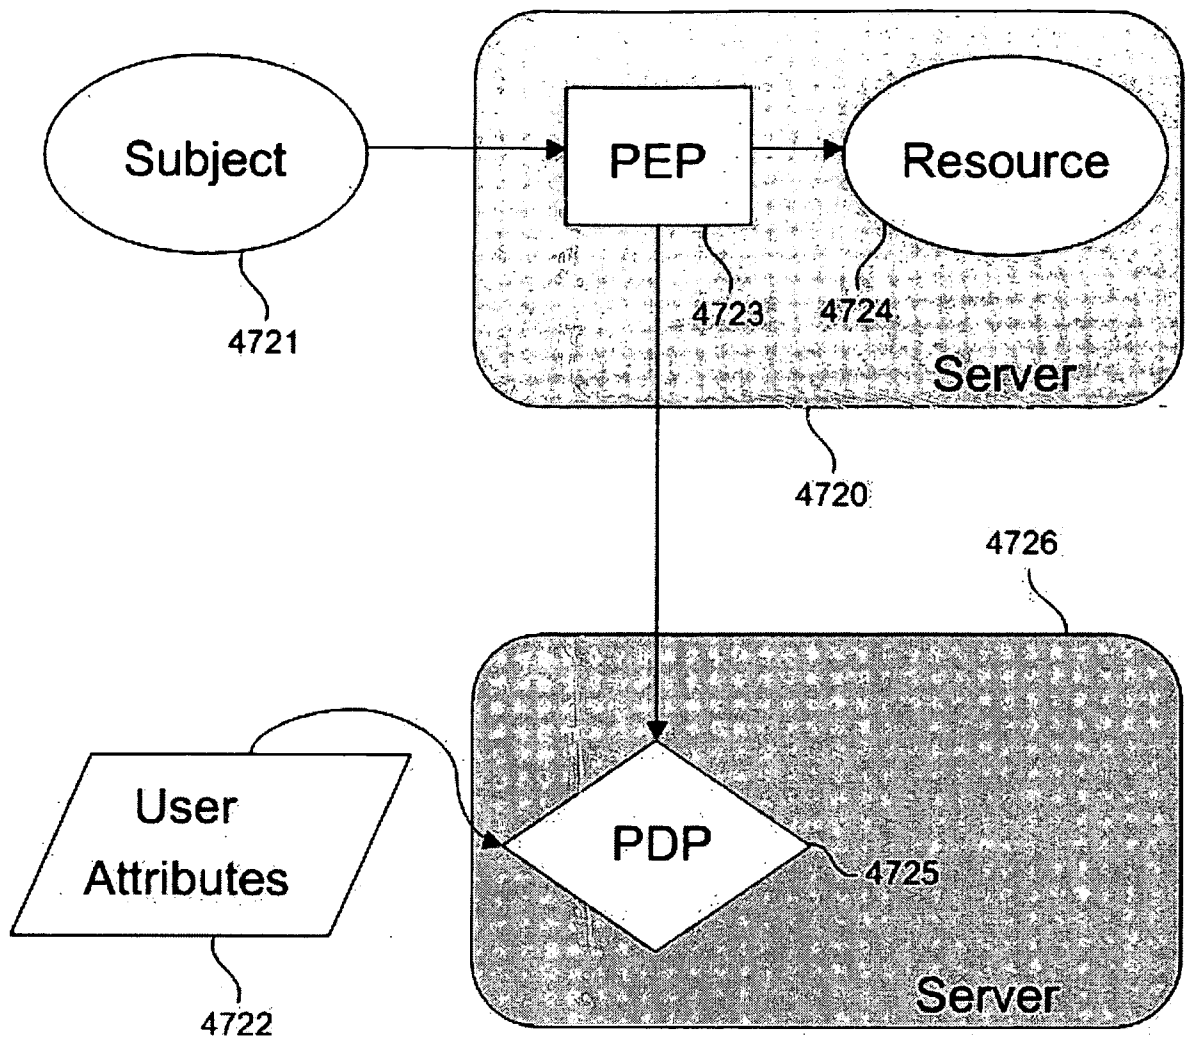 Subject
PEP
Resource
4721
4723
4724
Server
4720
4726
User
Attributes
PDP
4725
4722
Server